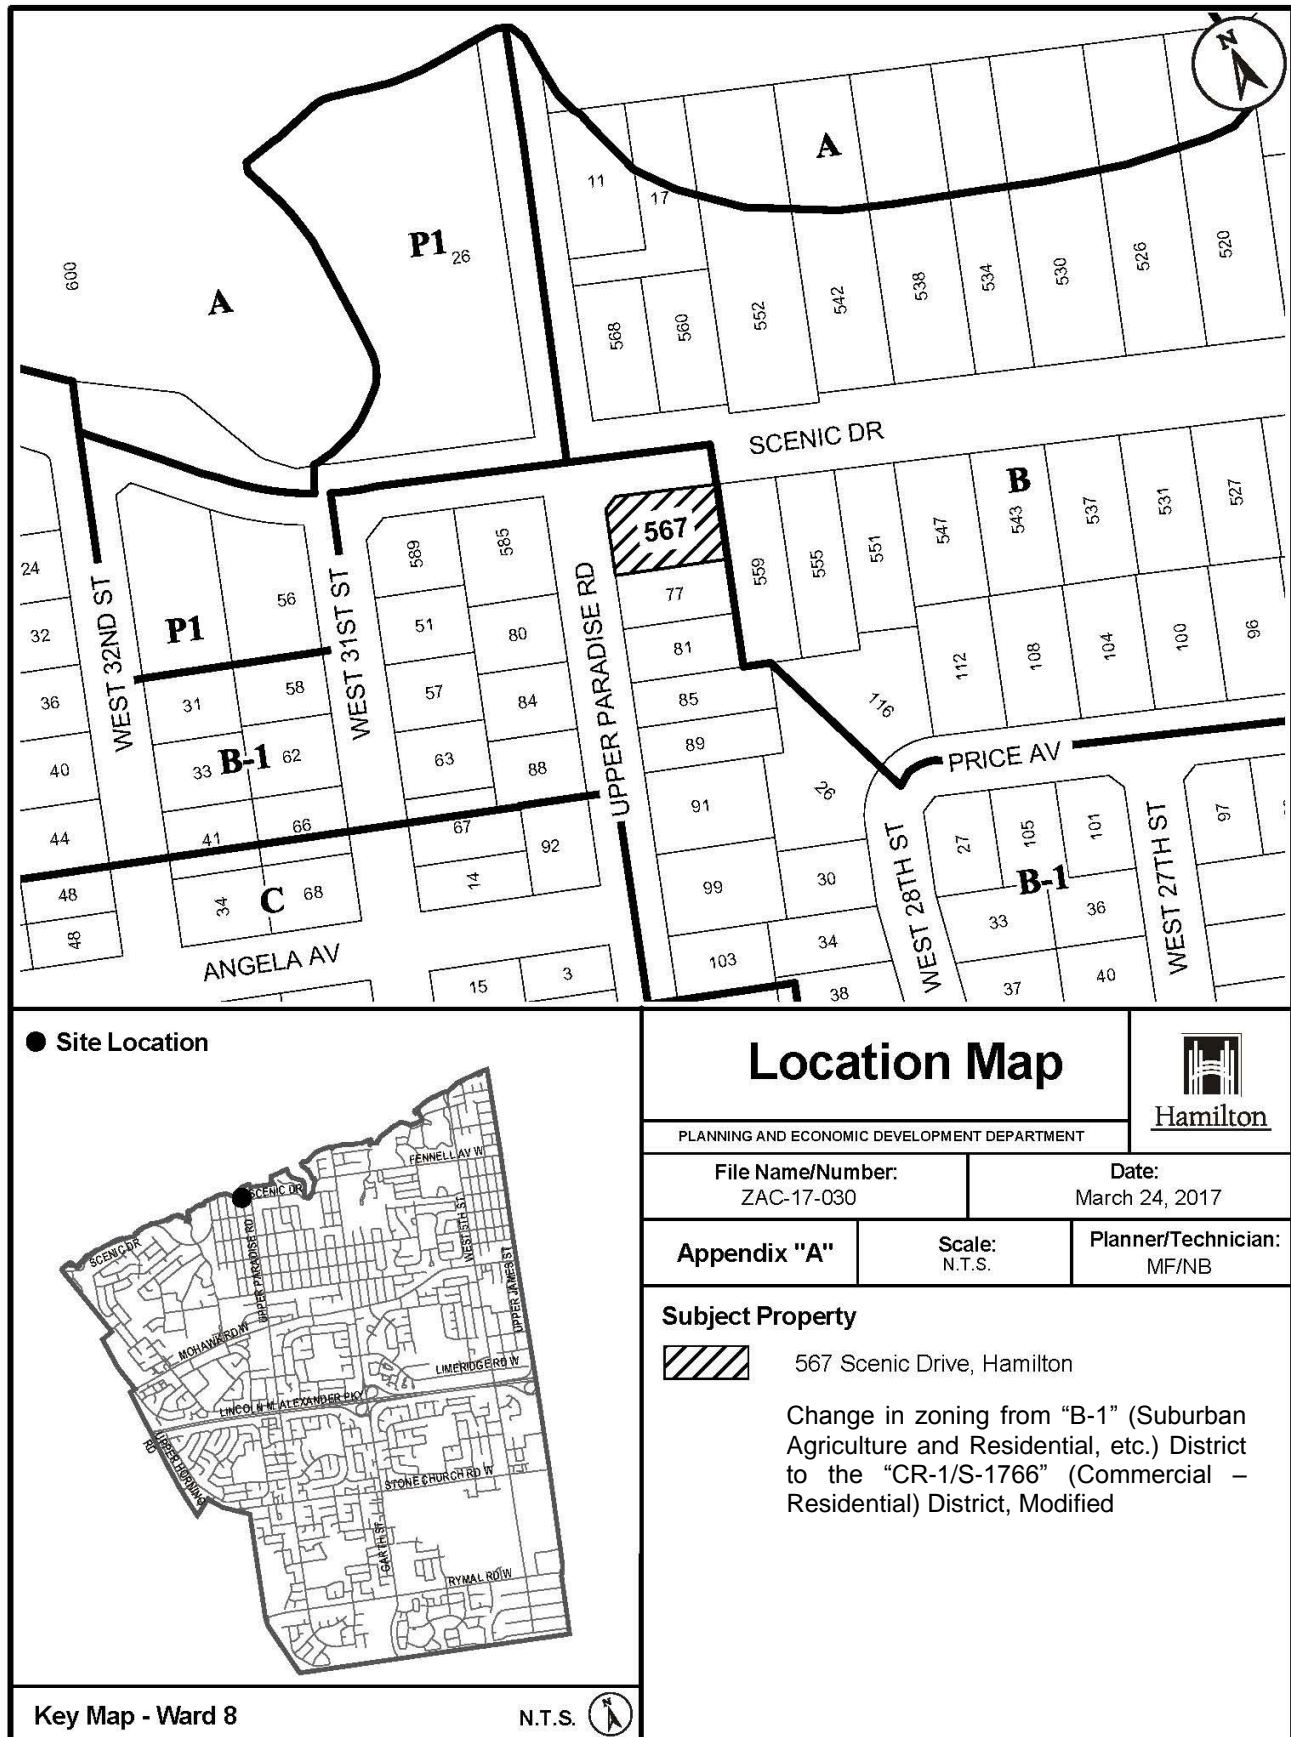 N
A
11
17
P1
26
600
A
568
560
552
542
538
534
530
526
520
SCENIC DR
B
567
589
585
559
555
551
547
543
537
531
527
24
32
36
40
44
48
48
WEST 32ND ST
P1
56
WEST 31ST ST
51
80
UPPER PARADISE RD
77
81
85
89
31
58
57
84
33
B-1
62
63
88
41
66
67
92
34
C
68
14
ANGELA AV
15
3
91
99
103
26
30
34
38
116
112
108
104
100
96
PRICE AV
WEST 28TH ST
27
105
101
97
B-1
33
36
37
40
WEST 27TH ST
Site Location
FENNELL AV W
SCENIC DR
SCENIC DR
UPPER PARADISE RD
WEST 5TH ST
UPPER JAMES ST
MOHAWK RD W
LIMERIDGE RD W
LINCOLN M. ALEXANDER PKY
UPPER HORNING RD
STONE CHURCH RD W
GARTH ST
RYMAL RD W
Key Map - Ward 8
N.T.S.
N
Location Map
Hamilton
PLANNING AND ECONOMIC DEVELOPMENT DEPARTMENT
File Name/Number:
ZAC-17-030
Date:
March 24, 2017
Appendix "A"
Scale:
N.T.S.
Planner/Technician:
MF/NB
Subject Property
567 Scenic Drive, Hamilton
Change in zoning from “B-1” (Suburban
Agriculture and Residential, etc.) District
to the “CR-1/S-1766” (Commercial –
Residential) District, Modified